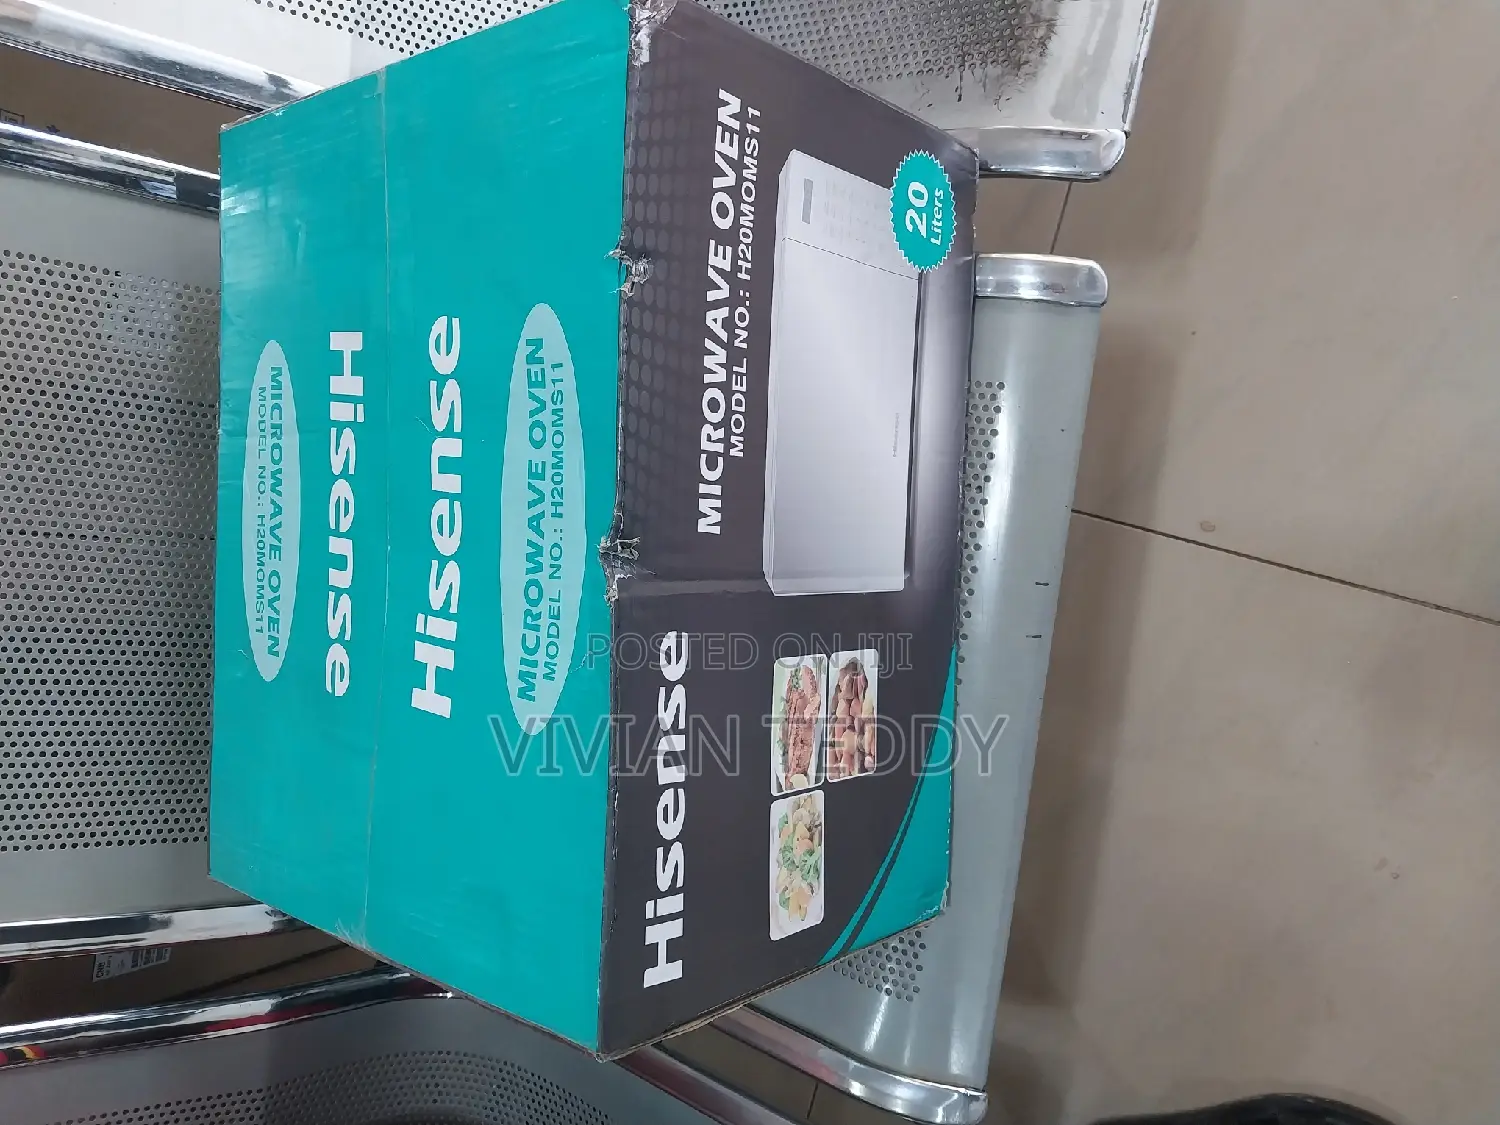 Hisense
MICROWAVE OVEN
MODEL NO.: H20MOMS11
Hisense
MICROWAVE OVEN
MODEL NO.: H20MOMS11
Hisense
MICROWAVE OVEN
MODEL NO.: H20MOMS11
20
Liters
Hisense
POSTED ON JIJI
VIVIAN TEDDY